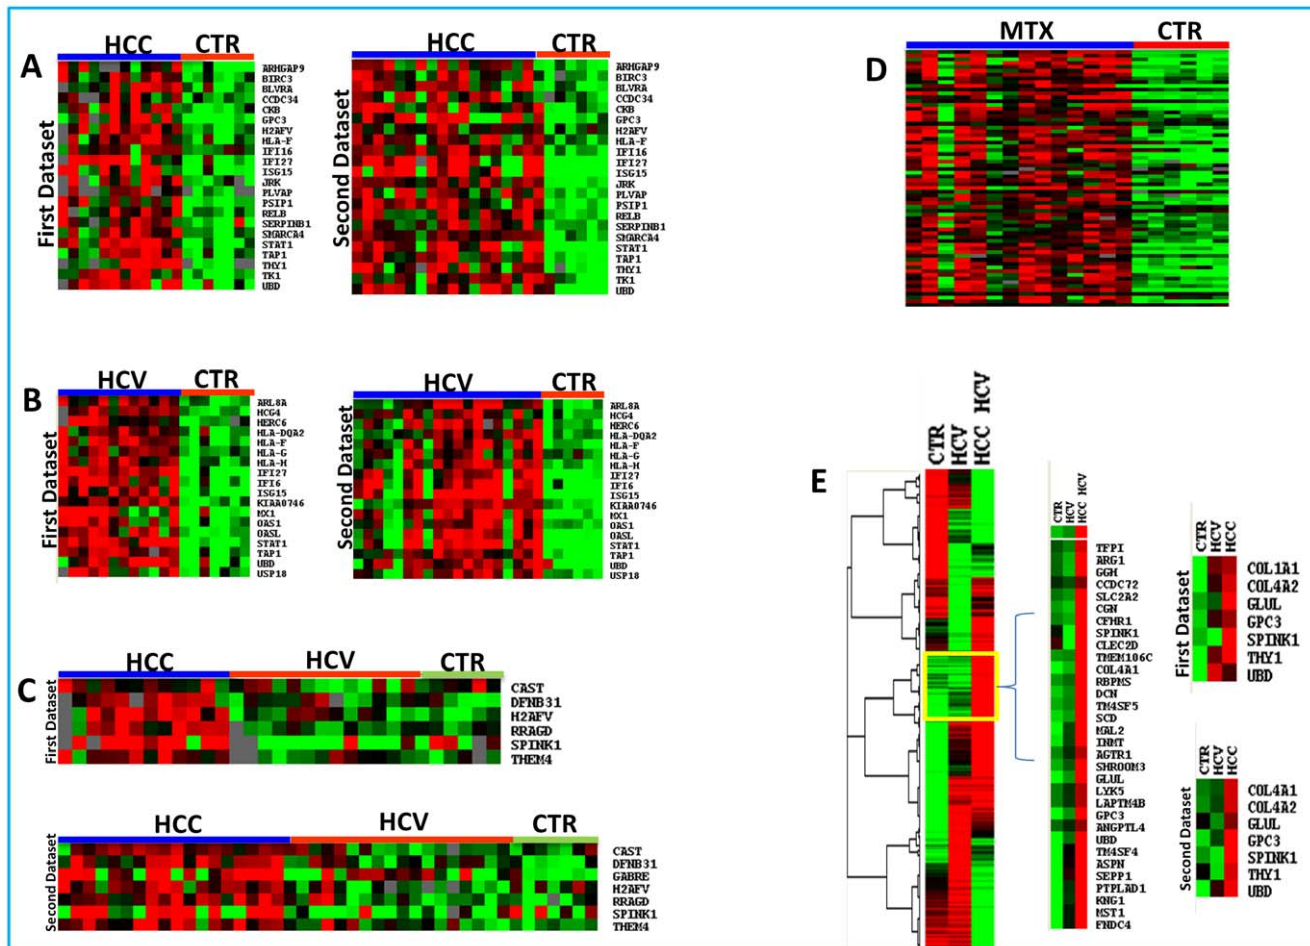 A
HCC
CTR
First Dataset
ARHGAP9
BIRC3
BLVRA
CCDC34
CKB
GPC3
H2AFV
HLA-F
IFI16
IFI27
ISG15
JRK
PLVAP
PSIP1
RELB
SERPINB1
SMARCA4
STAT1
TAP1
THY1
TK1
UBD
HCC
CTR
Second Dataset
ARHGAP9
BIRC3
BLVRA
CCDC34
CKB
GPC3
H2AFV
HLA-F
IFI16
IFI27
ISG15
JRK
PLVAP
PSIP1
RELB
SERPINB1
SMARCA4
STAT1
TAP1
THY1
TK1
UBD
D
MTX
CTR
B
HCV
CTR
First Dataset
ARL8A
HCG4
HERC6
HLA-DQA2
HLA-F
HLA-G
HLA-H
IFI27
IFI6
ISG15
KIAA0746
MX1
OAS1
OASL
STAT1
TAP1
UBD
USP18
HCV
CTR
Second Dataset
ARL8A
HCG4
HERC6
HLA-DQA2
HLA-F
HLA-G
HLA-H
IFI27
IFI6
ISG15
KIAA0746
MX1
OAS1
OASL
STAT1
TAP1
UBD
USP18
C
HCC
HCV
CTR
First Dataset
CAST
DFNB31
H2AFV
RRAGD
SPINK1
THEM4
HCC
HCV
CTR
Second Dataset
CAST
DFNB31
GABRE
H2AFV
RRAGD
SPINK1
THEM4
E
CTR
HCV
HCC HCV
CTR
HCV
HCC HCV
TFPI
ARG1
GGH
CCDC72
SLC2A2
CGN
CFHR1
SPINK1
CLEC2D
TMEM106C
COL4A1
RBPMS
DCN
TM4SF5
SCD
MAL2
INMT
AGTR1
SHROOM3
GLUL
LYK5
LAPTM4B
GPC3
ANGPTL4
UBD
TM4SF4
ASPN
SEPP1
PTPLAD1
KNG1
MST1
FNDC4
First Dataset
CTR
HCV
HCC
COL1A1
COL4A2
GLUL
GPC3
SPINK1
THY1
UBD
Second Dataset
CTR
HCV
HCC
COL4A1
COL4A2
GLUL
GPC3
SPINK1
THY1
UBD